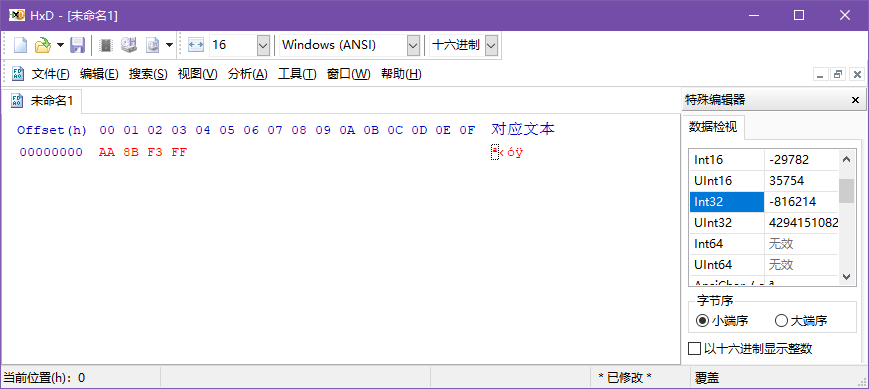 HxD - [未命名1]
16 Windows (ANSI) 十六进制
文件(F) 编辑(E) 搜索(S) 视图(V) 分析(A) 工具(T) 窗口(W) 帮助(H)
未命名1
特殊编辑器
Offset(h) 00 01 02 03 04 05 06 07 08 09 0A 0B 0C 0D 0E 0F 对应文本
00000000 AA 8B F3 FF ª‹óÿ
数据检视
Int16 -29782
UInt16 35754
Int32 -816214
UInt32 4294151082
Int64 无效
UInt64 无效
字节序
小端序 大端序
以十六进制显示整数
当前位置(h): 0 * 已修改 * 覆盖